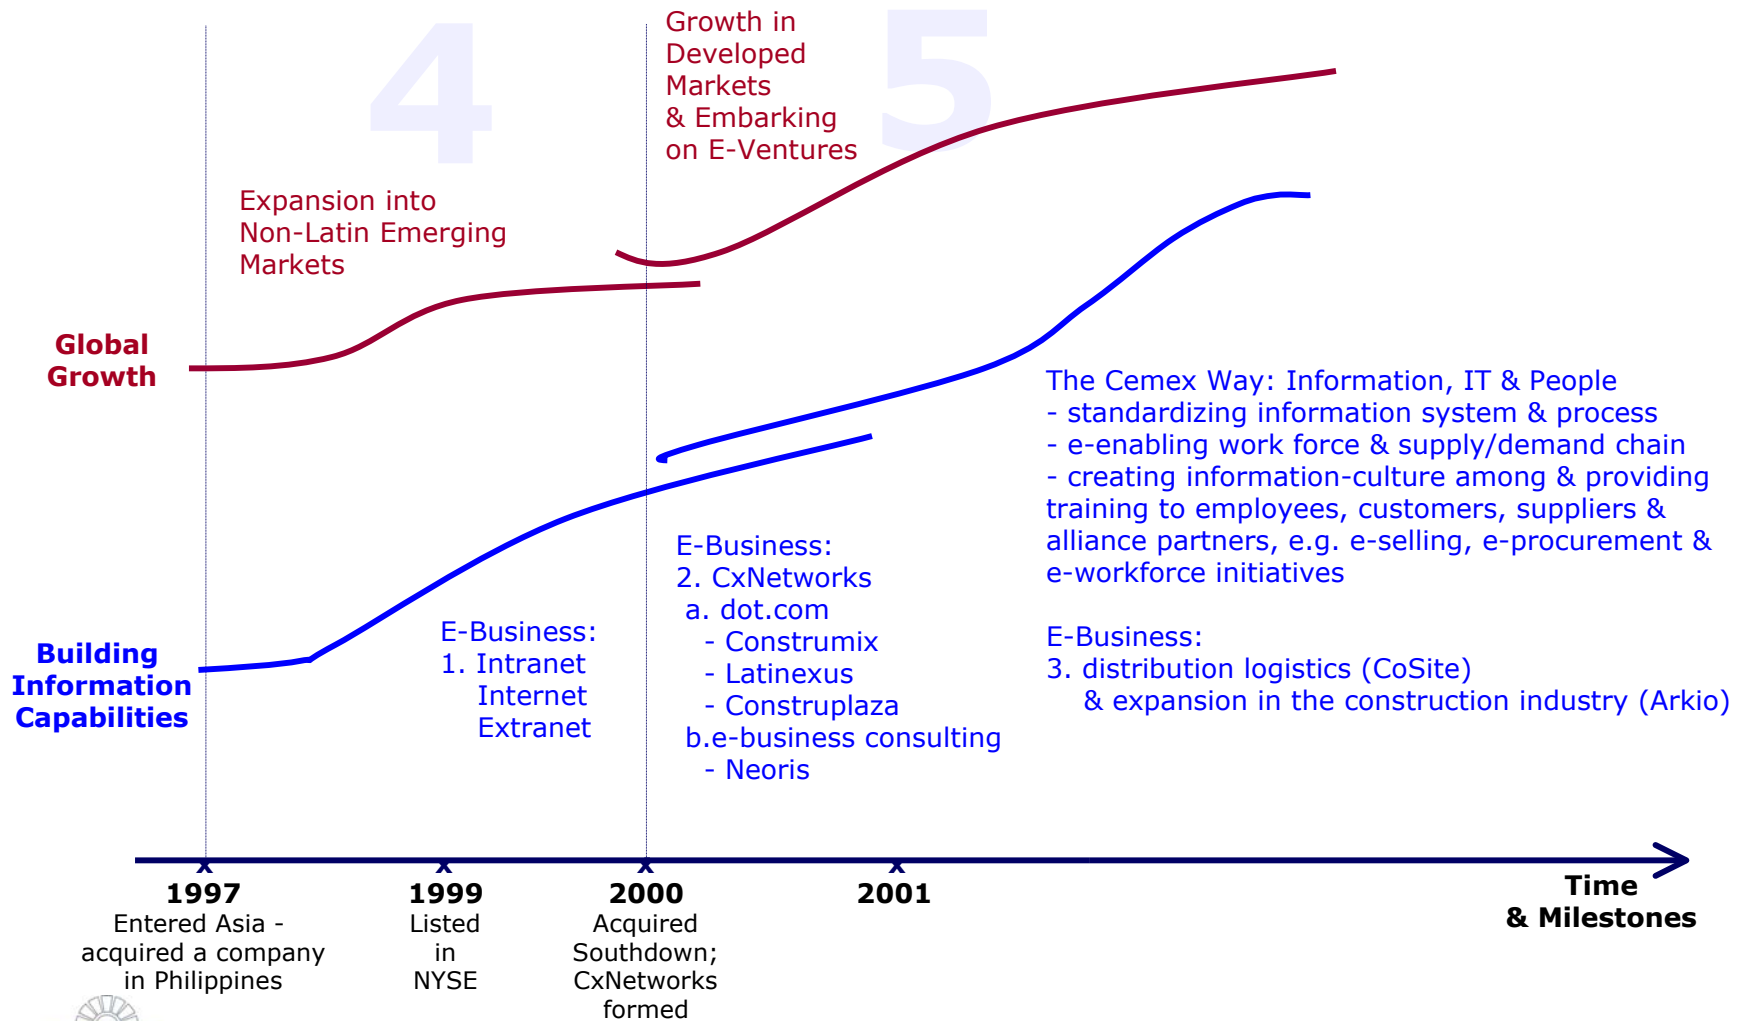 4
5
Growth in
Developed
Markets
& Embarking
on E-Ventures
Expansion into
Non-Latin Emerging
Markets
Global
Growth
The Cemex Way: Information, IT & People
- standardizing information system & process
- e-enabling work force & supply/demand chain
- creating information-culture among & providing
training to employees, customers, suppliers &
alliance partners, e.g. e-selling, e-procurement &
e-workforce initiatives
E-Business:
3. distribution logistics (CoSite)
& expansion in the construction industry (Arkio)
E-Business:
2. CxNetworks
a. dot.com
- Construmix
- Latinexus
- Construplaza
b.e-business consulting
- Neoris
E-Business:
1. Intranet
Internet
Extranet
Building
Information
Capabilities
x x x x
1997
Entered Asia -
acquired a company
in Philippines
1999
Listed
in
NYSE
2000
Acquired
Southdown;
CxNetworks
formed
2001
Time
& Milestones